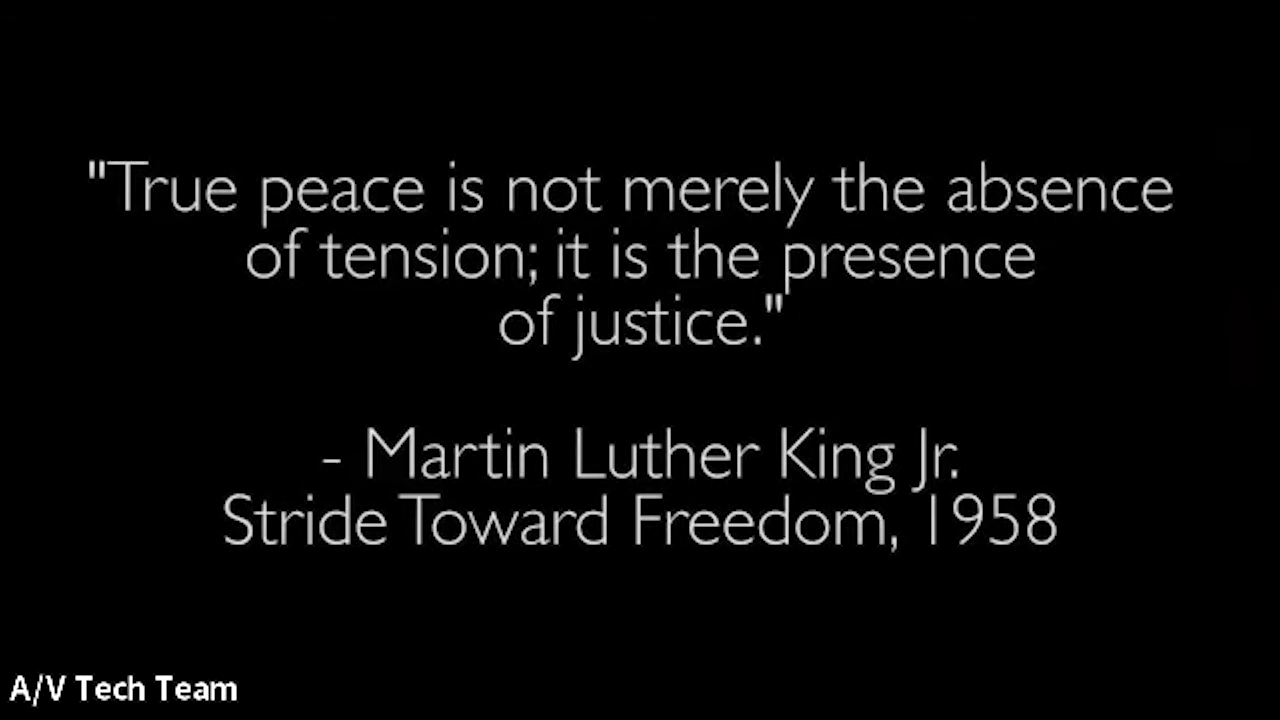 "True peace is not merely the absence
of tension; it is the presence
of justice."
- Martin Luther King Jr.
Stride Toward Freedom, 1958
A/V Tech Team